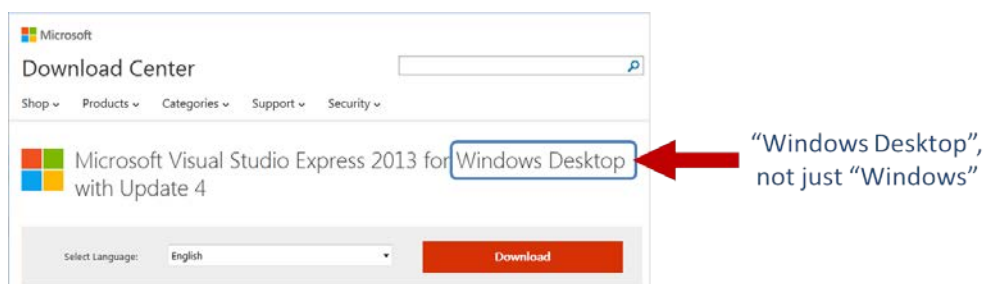 Microsoft
Download Center
Shop Products Categories Support Security
Microsoft Visual Studio Express 2013 for Windows Desktop
with Update 4
Select Language: English Download
“Windows Desktop”,
not just “Windows”